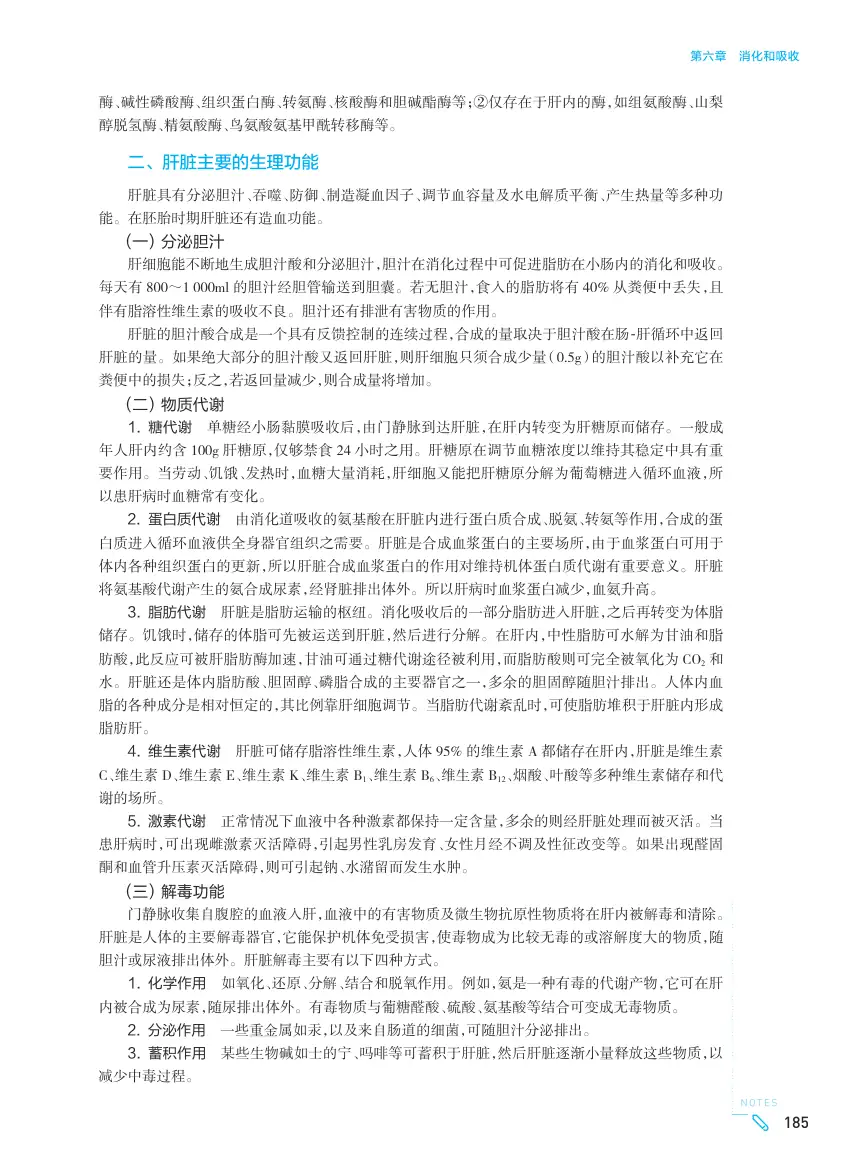 第六章 消化和吸收
酶、碱性磷酸酶、组织蛋白酶、转氨酶、核酸酶和胆碱酯酶等;②仅存在于肝内的酶,如组氨酸酶、山梨
醇脱氢酶、精氨酸酶、鸟氨酸氨基甲酰转移酶等。
二、肝脏主要的生理功能
肝脏具有分泌胆汁、吞噬、防御、制造凝血因子、调节血容量及水电解质平衡、产生热量等多种功
能。在胚胎时期肝脏还有造血功能。
(一) 分泌胆汁
肝细胞能不断地生成胆汁酸和分泌胆汁,胆汁在消化过程中可促进脂肪在小肠内的消化和吸收。
每天有 800~1 000ml 的胆汁经胆管输送到胆囊。若无胆汁,食入的脂肪将有 40% 从粪便中丢失,且
伴有脂溶性维生素的吸收不良。胆汁还有排泄有害物质的作用。
肝脏的胆汁酸合成是一个具有反馈控制的连续过程,合成的量取决于胆汁酸在肠-肝循环中返回
肝脏的量。如果绝大部分的胆汁酸又返回肝脏,则肝细胞只须合成少量(0.5g)的胆汁酸以补充它在
粪便中的损失;反之,若返回量减少,则合成量将增加。
(二) 物质代谢
1. 糖代谢 单糖经小肠黏膜吸收后,由门静脉到达肝脏,在肝内转变为肝糖原而储存。一般成
年人肝内约含 100g 肝糖原,仅够禁食 24 小时之用。肝糖原在调节血糖浓度以维持其稳定中具有重
要作用。当劳动、饥饿、发热时,血糖大量消耗,肝细胞又能把肝糖原分解为葡萄糖进入循环血液,所
以患肝病时血糖常有变化。
2. 蛋白质代谢 由消化道吸收的氨基酸在肝脏内进行蛋白质合成、脱氨、转氨等作用,合成的蛋
白质进入循环血液供全身器官组织之需要。肝脏是合成血浆蛋白的主要场所,由于血浆蛋白可用于
体内各种组织蛋白的更新,所以肝脏合成血浆蛋白的作用对维持机体蛋白质代谢有重要意义。肝脏
将氨基酸代谢产生的氨合成尿素,经肾脏排出体外。所以肝病时血浆蛋白减少,血氨升高。
3. 脂肪代谢 肝脏是脂肪运输的枢纽。消化吸收后的一部分脂肪进入肝脏,之后再转变为体脂
储存。饥饿时,储存的体脂可先被运送到肝脏,然后进行分解。在肝内,中性脂肪可水解为甘油和脂
肪酸,此反应可被肝脂肪酶加速,甘油可通过糖代谢途径被利用,而脂肪酸则可完全被氧化为 CO₂ 和
水。肝脏还是体内脂肪酸、胆固醇、磷脂合成的主要器官之一,多余的胆固醇随胆汁排出。人体内血
脂的各种成分是相对恒定的,其比例靠肝细胞调节。当脂肪代谢紊乱时,可使脂肪堆积于肝脏内形成
脂肪肝。
4. 维生素代谢 肝脏可储存脂溶性维生素,人体 95% 的维生素 A 都储存在肝内,肝脏是维生素
C、维生素 D、维生素 E、维生素 K、维生素 B₁、维生素 B₆、维生素 B₁₂、烟酸、叶酸等多种维生素储存和代
谢的场所。
5. 激素代谢 正常情况下血液中各种激素都保持一定含量,多余的则经肝脏处理而被灭活。当
患肝病时,可出现雌激素灭活障碍,引起男性乳房发育、女性月经不调及性征改变等。如果出现醛固
酮和血管升压素灭活障碍,则可引起钠、水潴留而发生水肿。
(三) 解毒功能
门静脉收集自腹腔的血液入肝,血液中的有害物质及微生物抗原性物质将在肝内被解毒和清除。
肝脏是人体的主要解毒器官,它能保护机体免受损害,使毒物成为比较无毒的或溶解度大的物质,随
胆汁或尿液排出体外。肝脏解毒主要有以下四种方式。
1. 化学作用 如氧化、还原、分解、结合和脱氧作用。例如,氨是一种有毒的代谢产物,它可在肝
内被合成为尿素,随尿排出体外。有毒物质与葡糖醛酸、硫酸、氨基酸等结合可变成无毒物质。
2. 分泌作用 一些重金属如汞,以及来自肠道的细菌,可随胆汁分泌排出。
3. 蓄积作用 某些生物碱如士的宁、吗啡等可蓄积于肝脏,然后肝脏逐渐小量释放这些物质,以
减少中毒过程。
NOTES
185